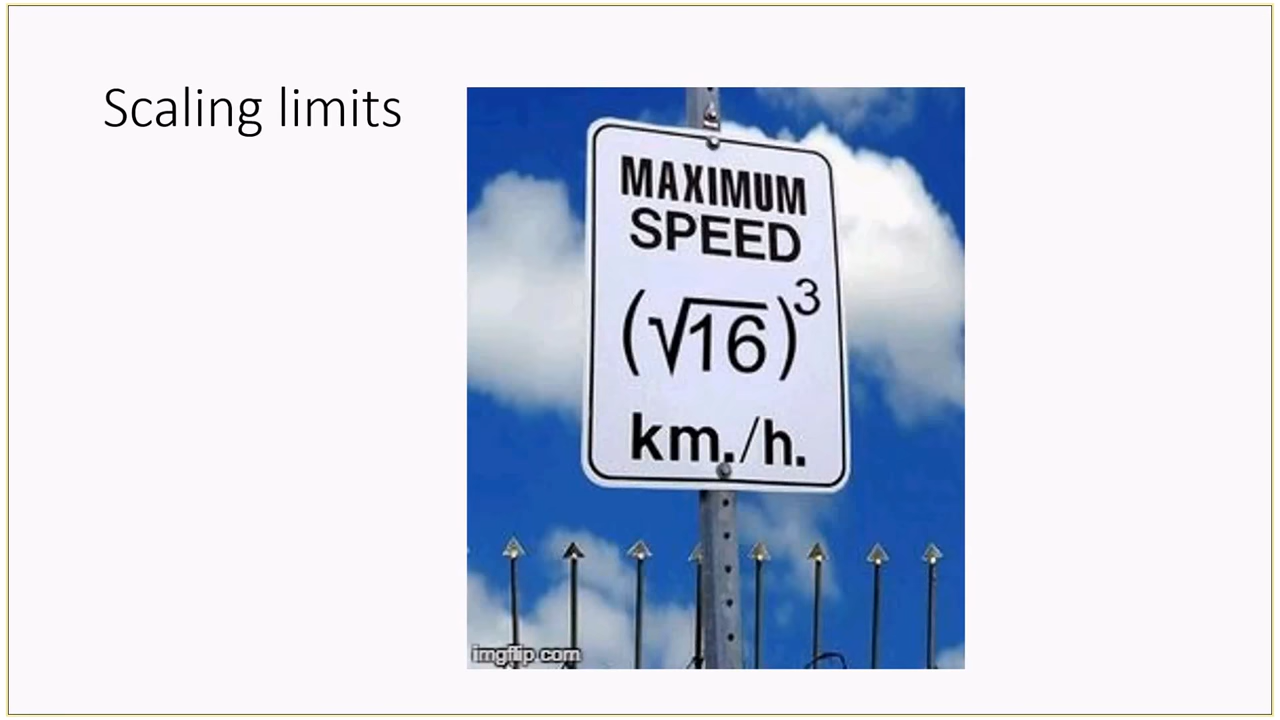 Scaling limits
MAXIMUM
SPEED
(√16)³
km./h.
imgflip.com